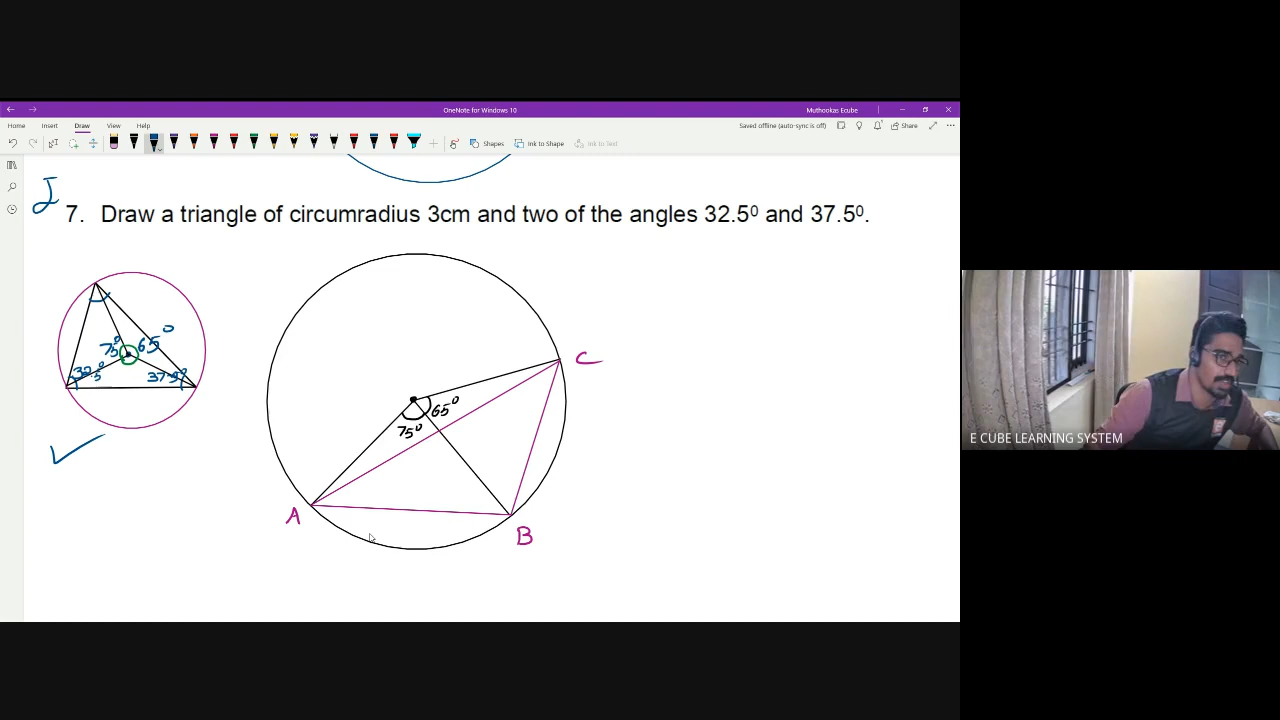 OneNote for Windows 10
Muthookas Ecube
Home Insert Draw View Help
Saved offline (auto-sync is off)
Share
Shapes
Ink to Shape
Ink to Text
I
7. Draw a triangle of circumradius 3cm and two of the angles 32.5⁰ and 37.5⁰.
75° 65°
32.5° 37.5°
C
65°
75°
A
B
E CUBE LEARNING SYSTEM